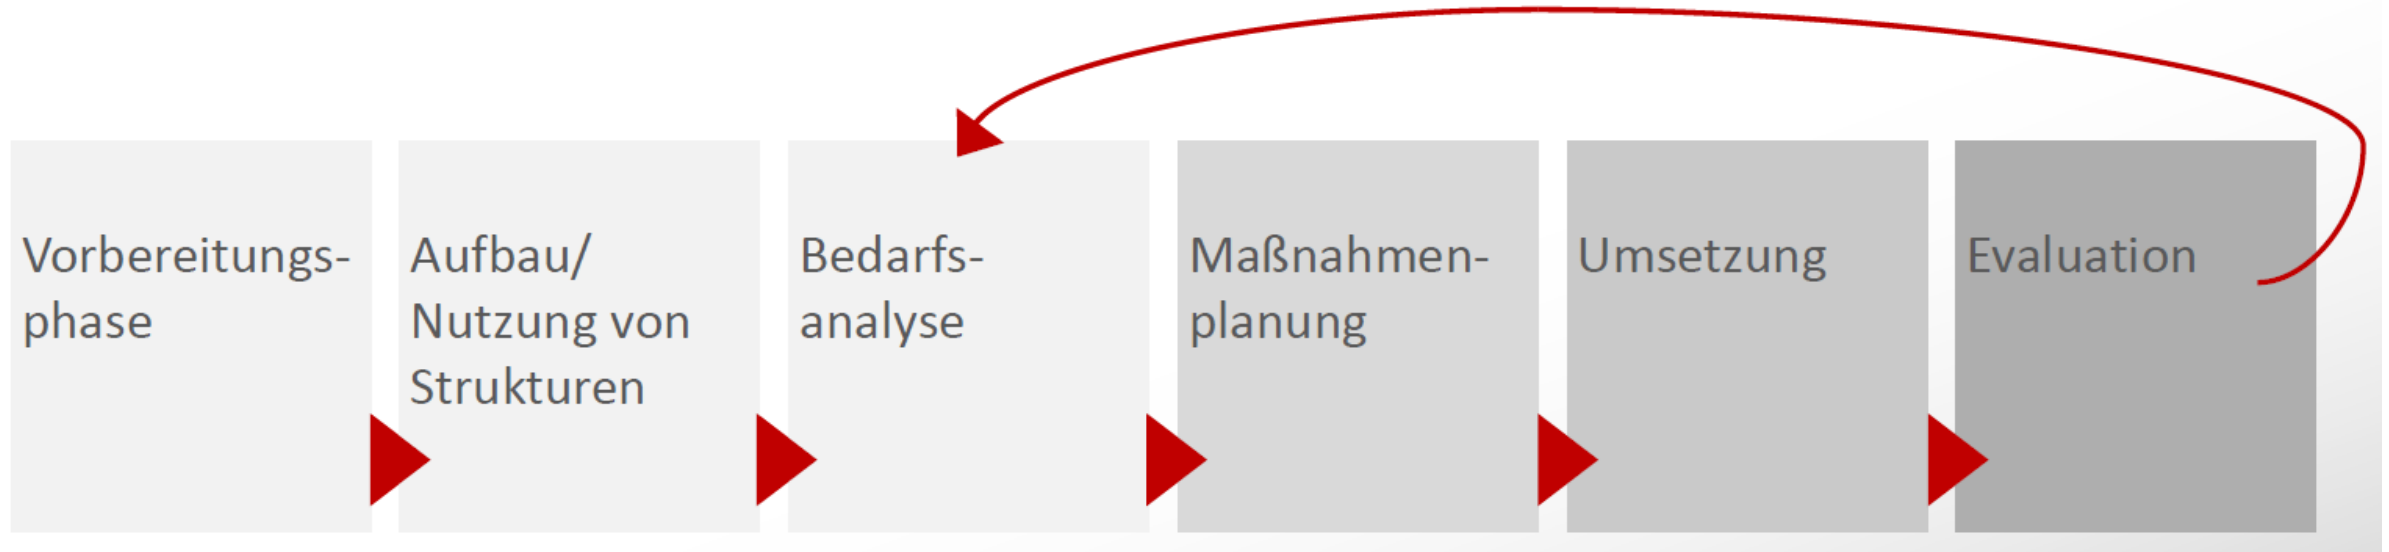 Vorbereitungs-
phase
Aufbau/
Nutzung von
Strukturen
Bedarfs-
analyse
Maßnahmen-
planung
Umsetzung
Evaluation